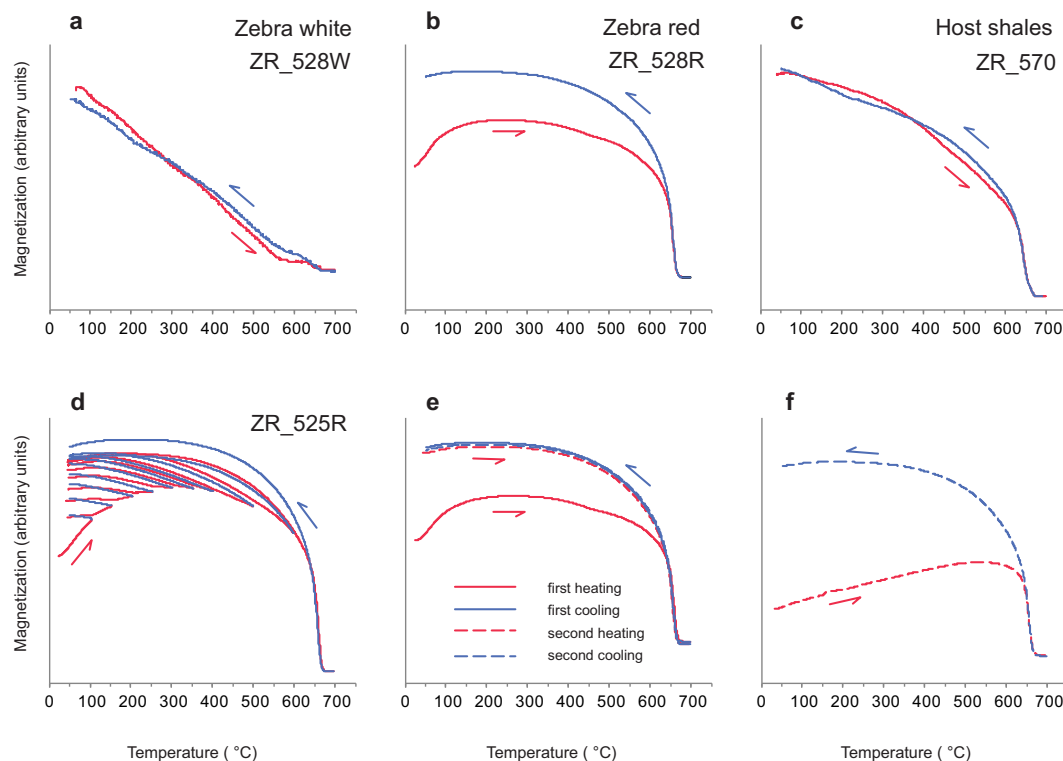 a
Zebra white
ZR_528W
b
Zebra red
ZR_528R
c
Host shales
ZR_570
Magnetization (arbitrary units)
0 100 200 300 400 500 600 700
0 100 200 300 400 500 600 700
0 100 200 300 400 500 600 700
d
ZR_525R
e
f
Magnetization (arbitrary units)
first heating
first cooling
second heating
second cooling
0 100 200 300 400 500 600 700
0 100 200 300 400 500 600 700
0 100 200 300 400 500 600 700
Temperature ( °C)
Temperature ( °C)
Temperature ( °C)